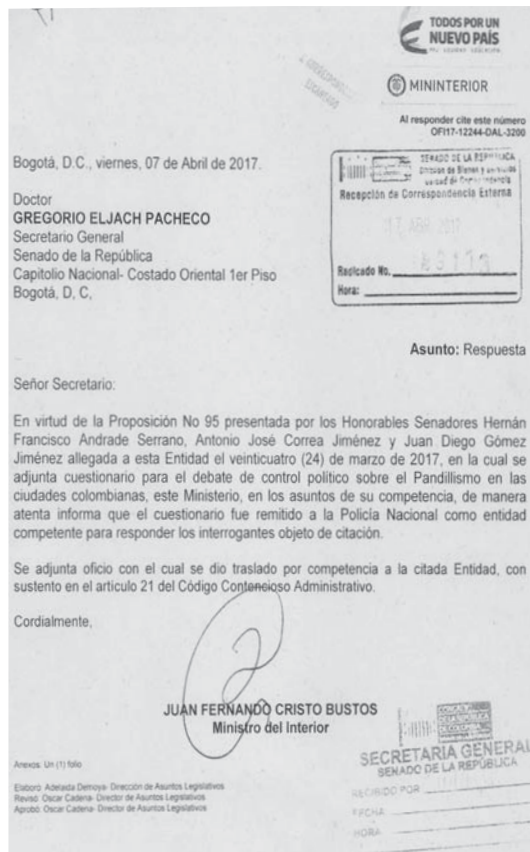 TODOS POR UN
NUEVO PAÍS
PAZ EQUIDAD EDUCACIÓN
MININTERIOR
Al responder cite este número
OFI17-12244-DAL-3200
Bogotá, D.C., viernes, 07 de Abril de 2017.
SENADO DE LA REPUBLICA
Recepción de Correspondencia Externa
17 ABR. 2017
Radicado No.
Hora:
Doctor
GREGORIO ELJACH PACHECO
Secretario General
Senado de la República
Capitolio Nacional- Costado Oriental 1er Piso
Bogotá, D, C,
Asunto: Respuesta
Señor Secretario:
En virtud de la Proposición No 95 presentada por los Honorables Senadores Hernán
Francisco Andrade Serrano, Antonio José Correa Jiménez y Juan Diego Gómez
Jiménez allegada a esta Entidad el veinticuatro (24) de marzo de 2017, en la cual se
adjunta cuestionario para el debate de control político sobre el Pandillismo en las
ciudades colombianas, este Ministerio, en los asuntos de su competencia, de manera
atenta informa que el cuestionario fue remitido a la Policía Nacional como entidad
competente para responder los interrogantes objeto de citación.
Se adjunta oficio con el cual se dio traslado por competencia a la citada Entidad, con
sustento en el artículo 21 del Código Contencioso Administrativo.
Cordialmente,
JUAN FERNANDO CRISTO BUSTOS
Ministro del Interior
Anexos: Un (1) folio
Elaboró: Adelaida Demoya- Dirección de Asuntos Legislativos
Revisó: Oscar Cadena- Director de Asuntos Legislativos
Aprobó: Oscar Cadena- Director de Asuntos Legislativos
SECRETARIA GENERAL
SENADO DE LA REPÚBLICA
RECIBIDO POR
FECHA
HORA